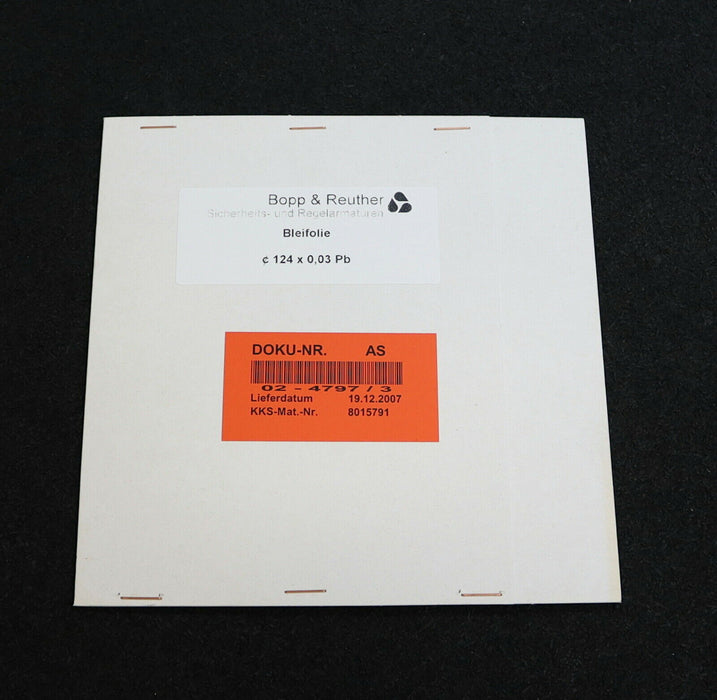 Bopp & Reuther
Sicherheits- und Regelarmaturen
Bleifolie
¢ 124 x 0,03 Pb
DOKU-NR. AS
02 - 4797 / 3
Lieferdatum 19.12.2007
KKS-Mat.-Nr. 8015791